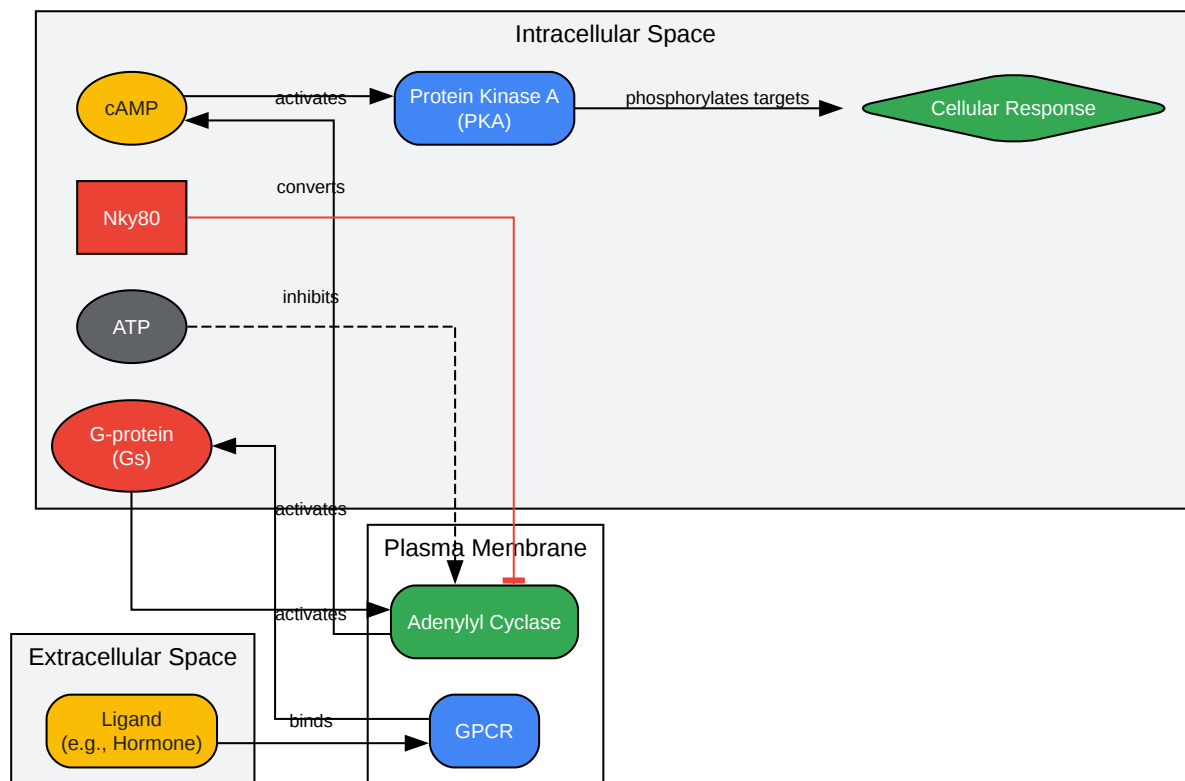 Intracellular Space
cAMP
activates
Protein Kinase A
(PKA)
phosphorylates targets
Cellular Response
converts
Nky80
inhibits
ATP
G-protein
(Gs)
activates
Plasma Membrane
activates
Adenylyl Cyclase
Extracellular Space
Ligand
(e.g., Hormone)
binds
GPCR